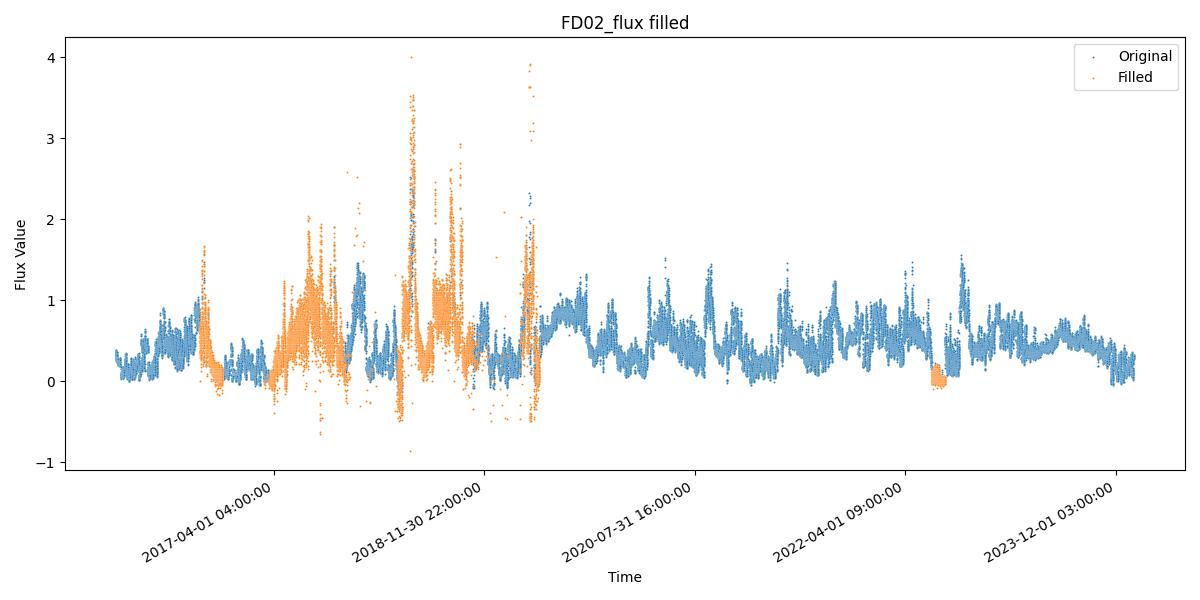 FD02_flux filled
Original
Filled
Flux Value
4
3
2
1
0
−1
2017-04-01 04:00:00
2018-11-30 22:00:00
2020-07-31 16:00:00
2022-04-01 09:00:00
2023-12-01 03:00:00
Time